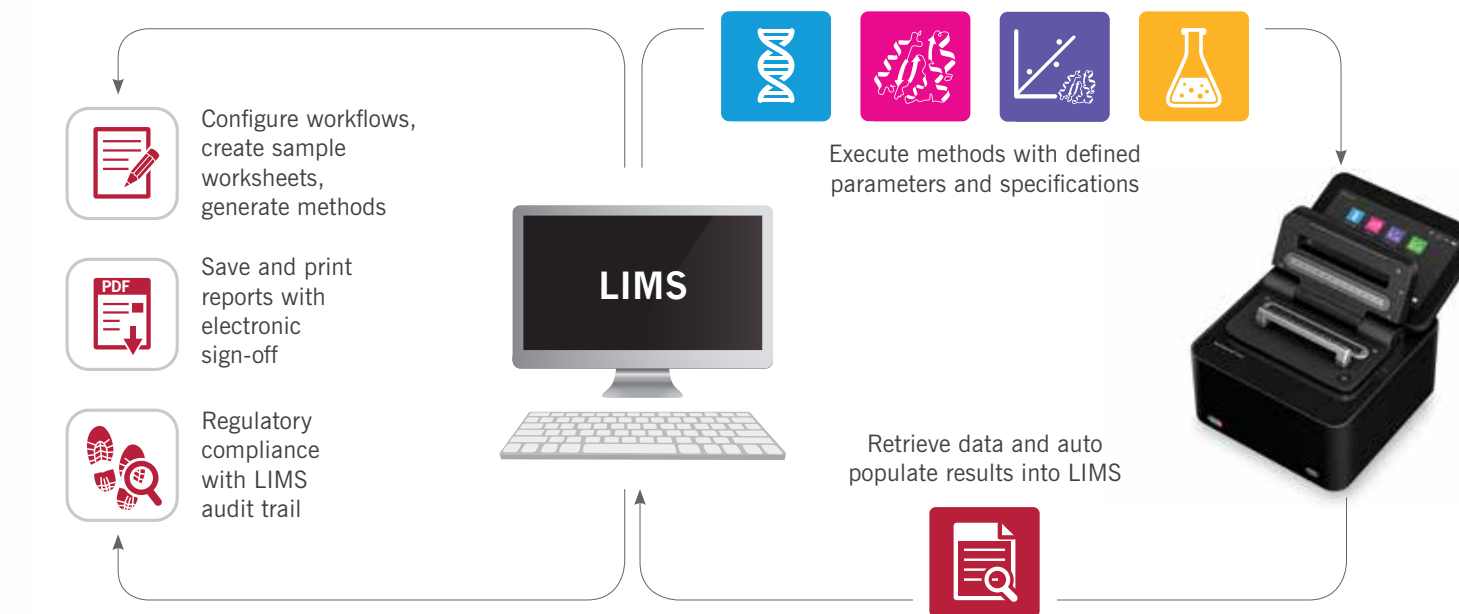 Configure workflows,
create sample
worksheets,
generate methods
PDF
Save and print
reports with
electronic
sign-off
Regulatory
compliance
with LIMS
audit trail
LIMS
Execute methods with defined
parameters and specifications
Retrieve data and auto
populate results into LIMS